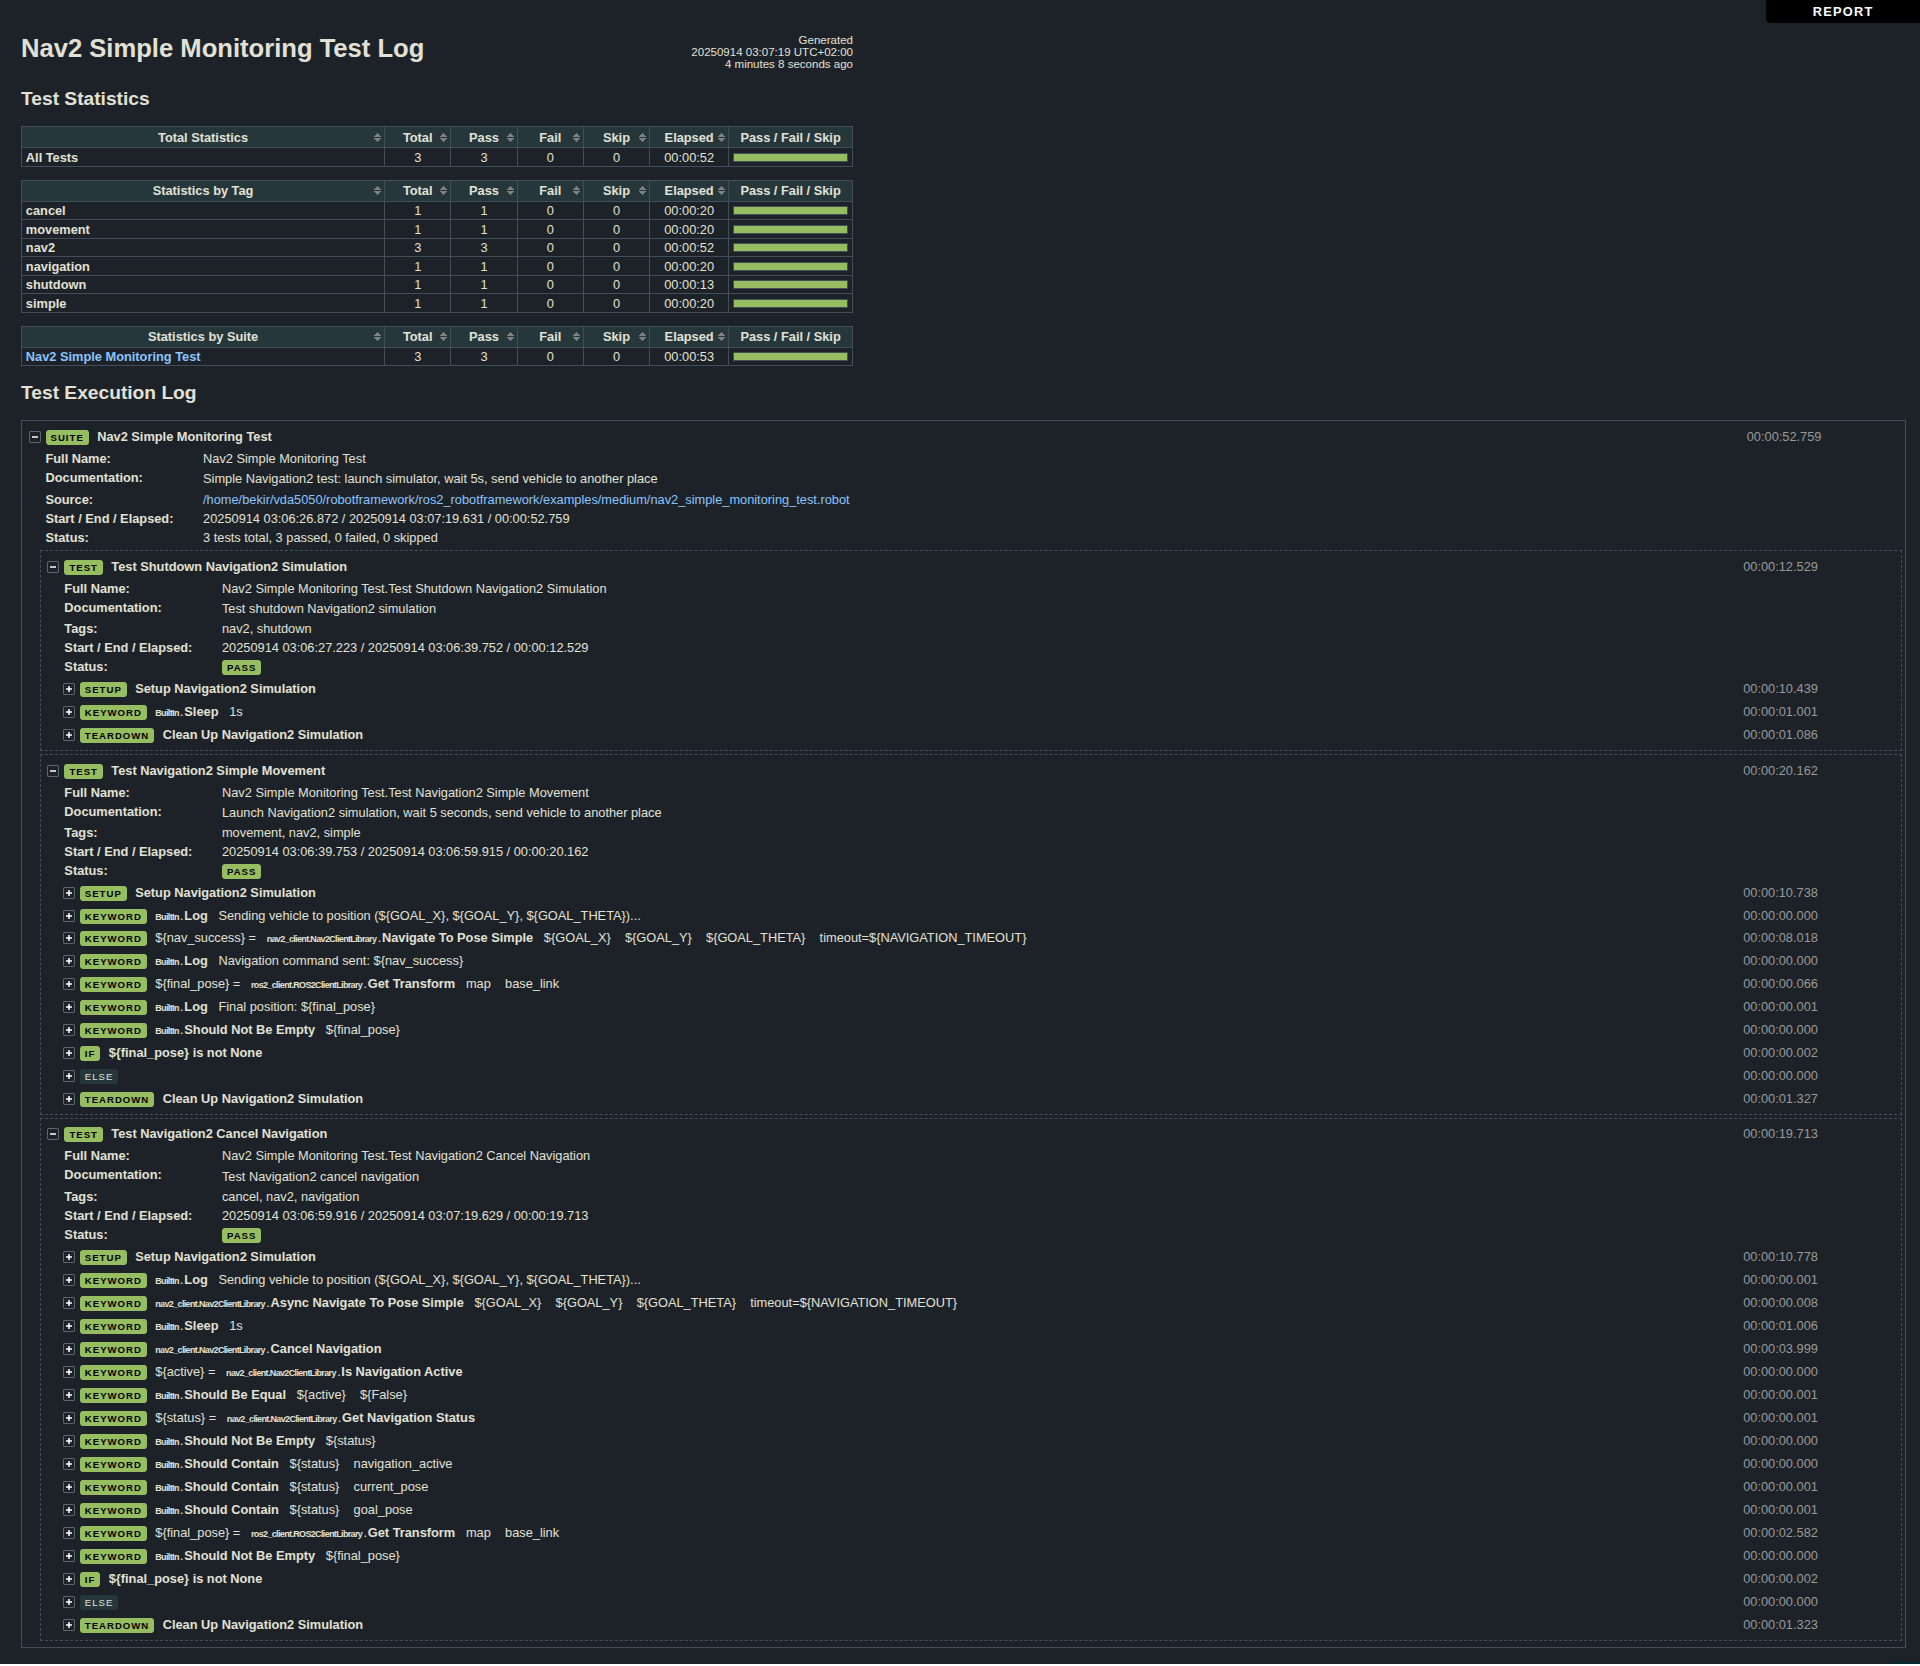 REPORT
Nav2 Simple Monitoring Test Log
Generated
20250914 03:07:19 UTC+02:00
4 minutes 8 seconds ago
Test Statistics
Total Statistics Total Pass Fail Skip Elapsed Pass / Fail / Skip
All Tests 3 3 0 0 00:00:52
Statistics by Tag Total Pass Fail Skip Elapsed Pass / Fail / Skip
cancel 1 1 0 0 00:00:20
movement 1 1 0 0 00:00:20
nav2 3 3 0 0 00:00:52
navigation 1 1 0 0 00:00:20
shutdown 1 1 0 0 00:00:13
simple 1 1 0 0 00:00:20
Statistics by Suite Total Pass Fail Skip Elapsed Pass / Fail / Skip
Nav2 Simple Monitoring Test 3 3 0 0 00:00:53
Test Execution Log
SUITE Nav2 Simple Monitoring Test 00:00:52.759
Full Name: Nav2 Simple Monitoring Test
Documentation: Simple Navigation2 test: launch simulator, wait 5s, send vehicle to another place
Source: /home/bekir/vda5050/robotframework/ros2_robotframework/examples/medium/nav2_simple_monitoring_test.robot
Start / End / Elapsed: 20250914 03:06:26.872 / 20250914 03:07:19.631 / 00:00:52.759
Status: 3 tests total, 3 passed, 0 failed, 0 skipped
TEST Test Shutdown Navigation2 Simulation 00:00:12.529
Full Name: Nav2 Simple Monitoring Test.Test Shutdown Navigation2 Simulation
Documentation: Test shutdown Navigation2 simulation
Tags: nav2, shutdown
Start / End / Elapsed: 20250914 03:06:27.223 / 20250914 03:06:39.752 / 00:00:12.529
Status: PASS
SETUP Setup Navigation2 Simulation 00:00:10.439
KEYWORD BuiltIn.Sleep 1s 00:00:01.001
TEARDOWN Clean Up Navigation2 Simulation 00:00:01.086
TEST Test Navigation2 Simple Movement 00:00:20.162
Full Name: Nav2 Simple Monitoring Test.Test Navigation2 Simple Movement
Documentation: Launch Navigation2 simulation, wait 5 seconds, send vehicle to another place
Tags: movement, nav2, simple
Start / End / Elapsed: 20250914 03:06:39.753 / 20250914 03:06:59.915 / 00:00:20.162
Status: PASS
SETUP Setup Navigation2 Simulation 00:00:10.738
KEYWORD BuiltIn.Log Sending vehicle to position (${GOAL_X}, ${GOAL_Y}, ${GOAL_THETA})... 00:00:00.000
KEYWORD ${nav_success} = nav2_client.Nav2ClientLibrary.Navigate To Pose Simple ${GOAL_X} ${GOAL_Y} ${GOAL_THETA} timeout=${NAVIGATION_TIMEOUT} 00:00:08.018
KEYWORD BuiltIn.Log Navigation command sent: ${nav_success} 00:00:00.000
KEYWORD ${final_pose} = ros2_client.ROS2ClientLibrary.Get Transform map base_link 00:00:00.066
KEYWORD BuiltIn.Log Final position: ${final_pose} 00:00:00.001
KEYWORD BuiltIn.Should Not Be Empty ${final_pose} 00:00:00.000
IF ${final_pose} is not None 00:00:00.002
ELSE 00:00:00.000
TEARDOWN Clean Up Navigation2 Simulation 00:00:01.327
TEST Test Navigation2 Cancel Navigation 00:00:19.713
Full Name: Nav2 Simple Monitoring Test.Test Navigation2 Cancel Navigation
Documentation: Test Navigation2 cancel navigation
Tags: cancel, nav2, navigation
Start / End / Elapsed: 20250914 03:06:59.916 / 20250914 03:07:19.629 / 00:00:19.713
Status: PASS
SETUP Setup Navigation2 Simulation 00:00:10.778
KEYWORD BuiltIn.Log Sending vehicle to position (${GOAL_X}, ${GOAL_Y}, ${GOAL_THETA})... 00:00:00.001
KEYWORD nav2_client.Nav2ClientLibrary.Async Navigate To Pose Simple ${GOAL_X} ${GOAL_Y} ${GOAL_THETA} timeout=${NAVIGATION_TIMEOUT} 00:00:00.008
KEYWORD BuiltIn.Sleep 1s 00:00:01.006
KEYWORD nav2_client.Nav2ClientLibrary.Cancel Navigation 00:00:03.999
KEYWORD ${active} = nav2_client.Nav2ClientLibrary.Is Navigation Active 00:00:00.000
KEYWORD BuiltIn.Should Be Equal ${active} ${False} 00:00:00.001
KEYWORD ${status} = nav2_client.Nav2ClientLibrary.Get Navigation Status 00:00:00.001
KEYWORD BuiltIn.Should Not Be Empty ${status} 00:00:00.000
KEYWORD BuiltIn.Should Contain ${status} navigation_active 00:00:00.000
KEYWORD BuiltIn.Should Contain ${status} current_pose 00:00:00.001
KEYWORD BuiltIn.Should Contain ${status} goal_pose 00:00:00.001
KEYWORD ${final_pose} = ros2_client.ROS2ClientLibrary.Get Transform map base_link 00:00:02.582
KEYWORD BuiltIn.Should Not Be Empty ${final_pose} 00:00:00.000
IF ${final_pose} is not None 00:00:00.002
ELSE 00:00:00.000
TEARDOWN Clean Up Navigation2 Simulation 00:00:01.323